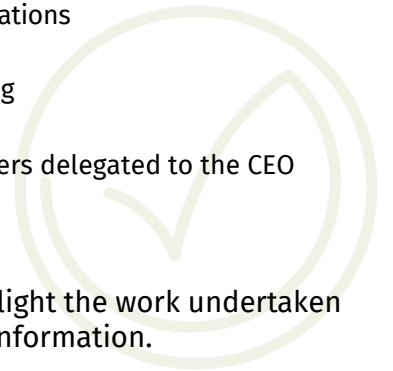 ations
g
ers delegated to the CEO
light the work undertaken
nformation.